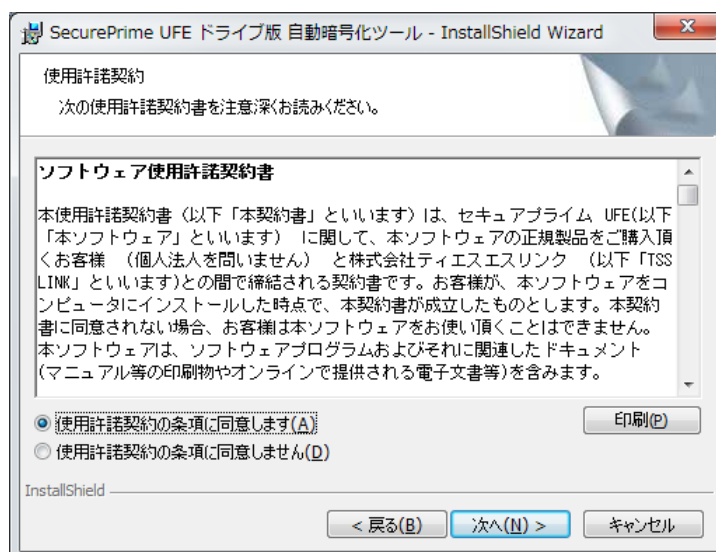 SecurePrime UFE ドライブ版 自動暗号化ツール - InstallShield Wizard
使用許諾契約
次の使用許諾契約書を注意深くお読みください。
ソフトウェア使用許諾契約書
本使用許諾契約書（以下「本契約書」といいます）は、セキュアプライム UFE(以下
「本ソフトウェア」といいます） に関して、本ソフトウェアの正規製品をご購入頂
くお客様 （個人法人を問いません） と株式会社ティエスエスリンク （以下「TSS
LINK」といいます)との間で締結される契約書です。お客様が、本ソフトウェアをコ
ンピュータにインストールした時点で、本契約書が成立したものとします。本契約
書に同意されない場合、お客様は本ソフトウェアをお使い頂くことはできません。
本ソフトウェアは、ソフトウェアプログラムおよびそれに関連したドキュメント
(マニュアル等の印刷物やオンラインで提供される電子文書等)を含みます。
使用許諾契約の条項に同意します(A)
印刷(P)
使用許諾契約の条項に同意しません(D)
InstallShield
< 戻る(B)
次へ(N) >
キャンセル